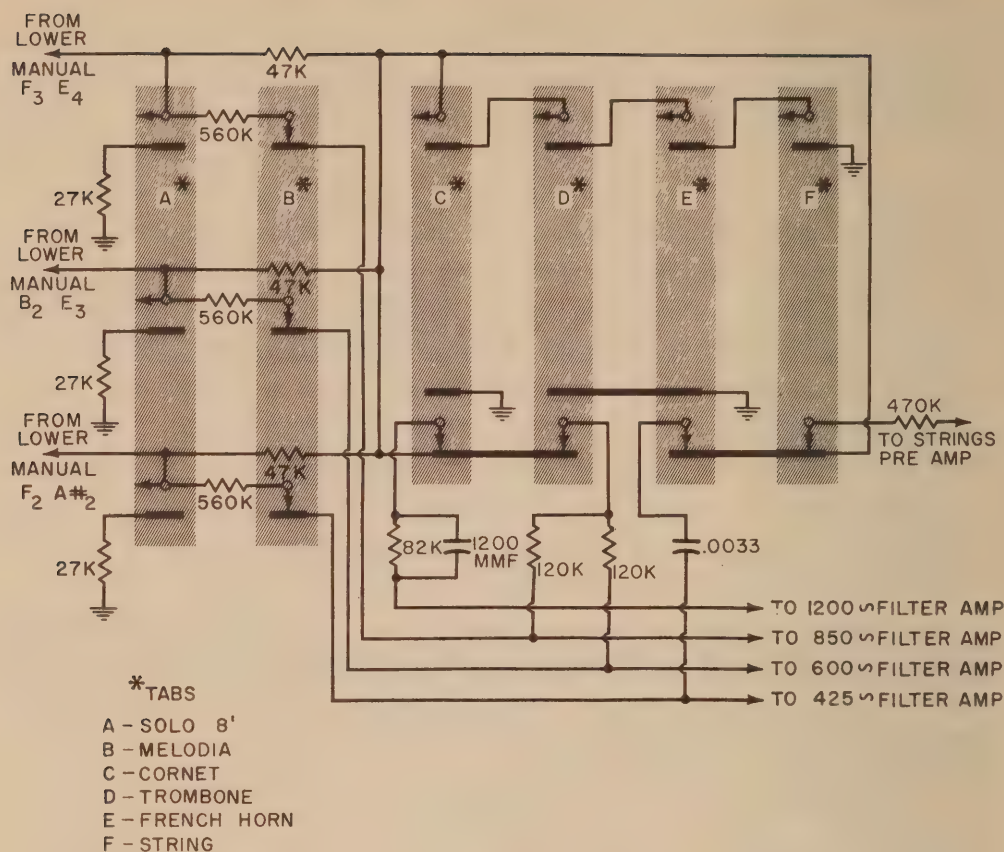 FROM
LOWER
MANUAL
F3 E4
47K
560K
27K
A*
B*
C*
D*
E*
F*
FROM
LOWER
MANUAL
B2 E3
47K
560K
27K
FROM
LOWER
MANUAL
F2 A#2
47K
560K
27K
470K
TO STRINGS
PRE AMP
82K
1200
MMF
120K
120K
.0033
TO 1200∽FILTER AMP
TO 850∽FILTER AMP
TO 600∽FILTER AMP
TO 425∽FILTER AMP
*TABS
A - SOLO 8'
B - MELODIA
C - CORNET
D - TROMBONE
E - FRENCH HORN
F - STRING